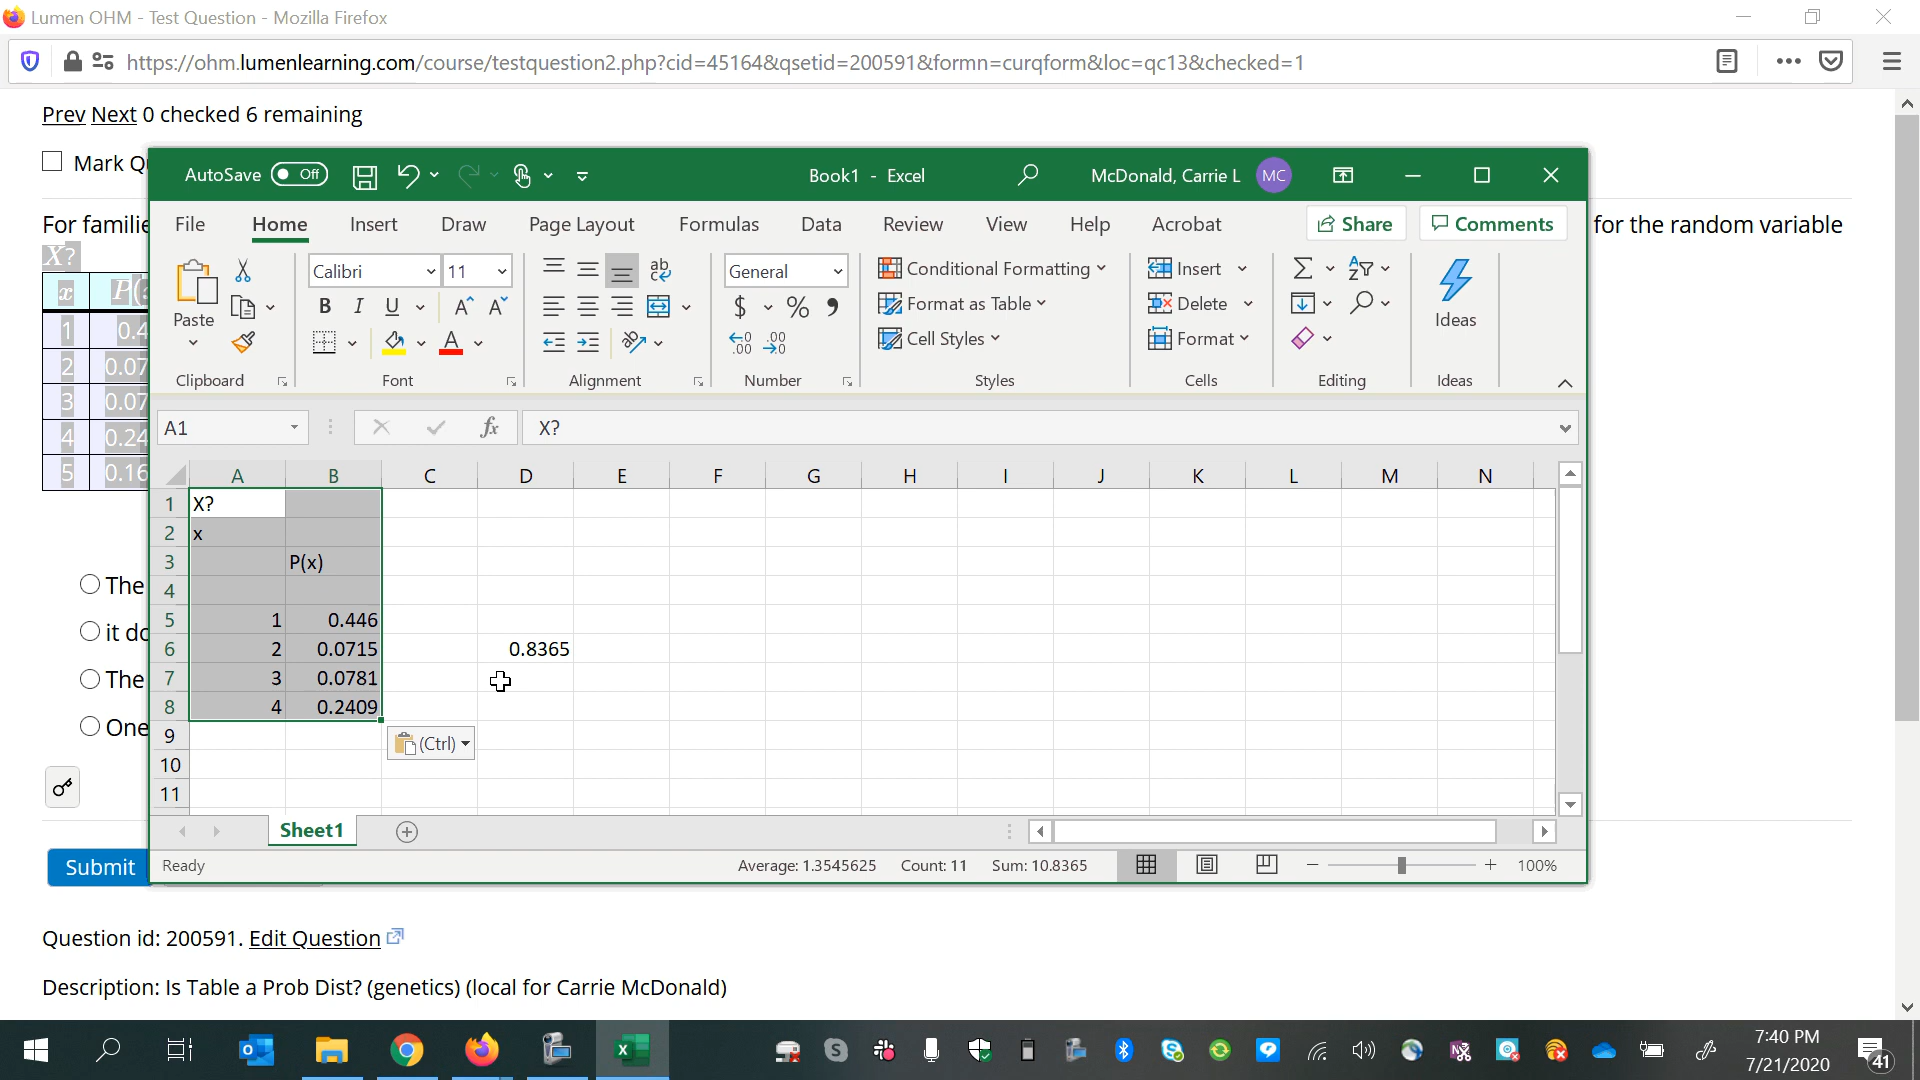 Lumen OHM - Test Question - Mozilla Firefox
https://ohm.lumenlearning.com/course/testquestion2.php?cid=45164&qsetid=200591&formn=curqform&loc=qc13&checked=1
Prev Next 0 checked 6 remaining
Mark Qu
AutoSave Off Book1 - Excel McDonald, Carrie L MC
File Home Insert Draw Page Layout Formulas Data Review View Help Acrobat Share Comments
For familie for the random variable
X?
Paste
Calibri 11
General
Conditional Formatting
Format as Table
Cell Styles
Insert
Delete
Format
Ideas
Clipboard Font Alignment Number Styles Cells Editing Ideas
A1 fx X?
x P(
1 0.4
2 0.07
3 0.07
4 0.24
5 0.16
A B C D E F G H I J K L M N
1 X?
2 x
3 P(x)
4
5 1 0.446
6 2 0.0715 0.8365
7 3 0.0781
8 4 0.2409
9 (Ctrl)
10
11
The
it do
The
One
Sheet1
Ready Average: 1.3545625 Count: 11 Sum: 10.8365 100%
Submit
Question id: 200591. Edit Question
Description: Is Table a Prob Dist? (genetics) (local for Carrie McDonald)
7:40 PM
7/21/2020
41